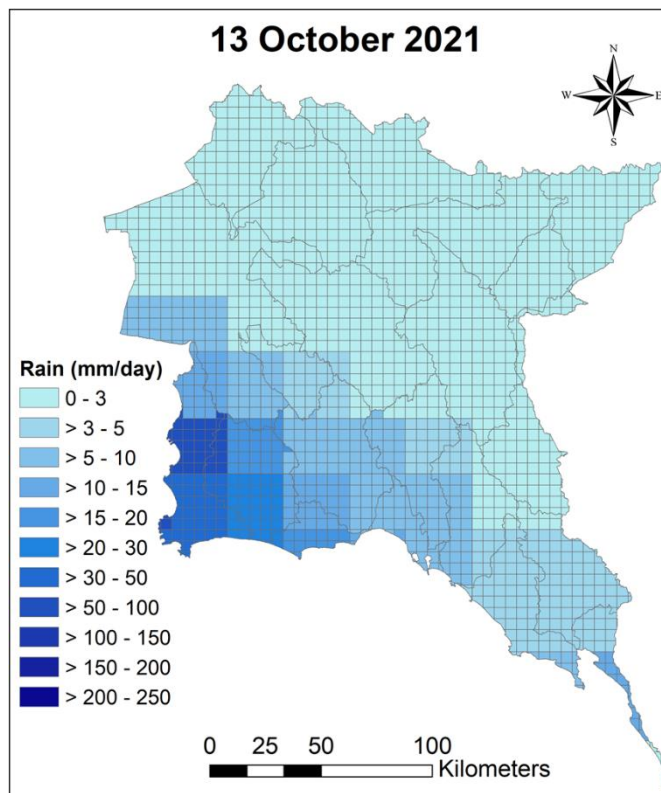 13 October 2021
N
W E
S
Rain (mm/day)
0 - 3
> 3 - 5
> 5 - 10
> 10 - 15
> 15 - 20
> 20 - 30
> 30 - 50
> 50 - 100
> 100 - 150
> 150 - 200
> 200 - 250
0 25 50 100
Kilometers